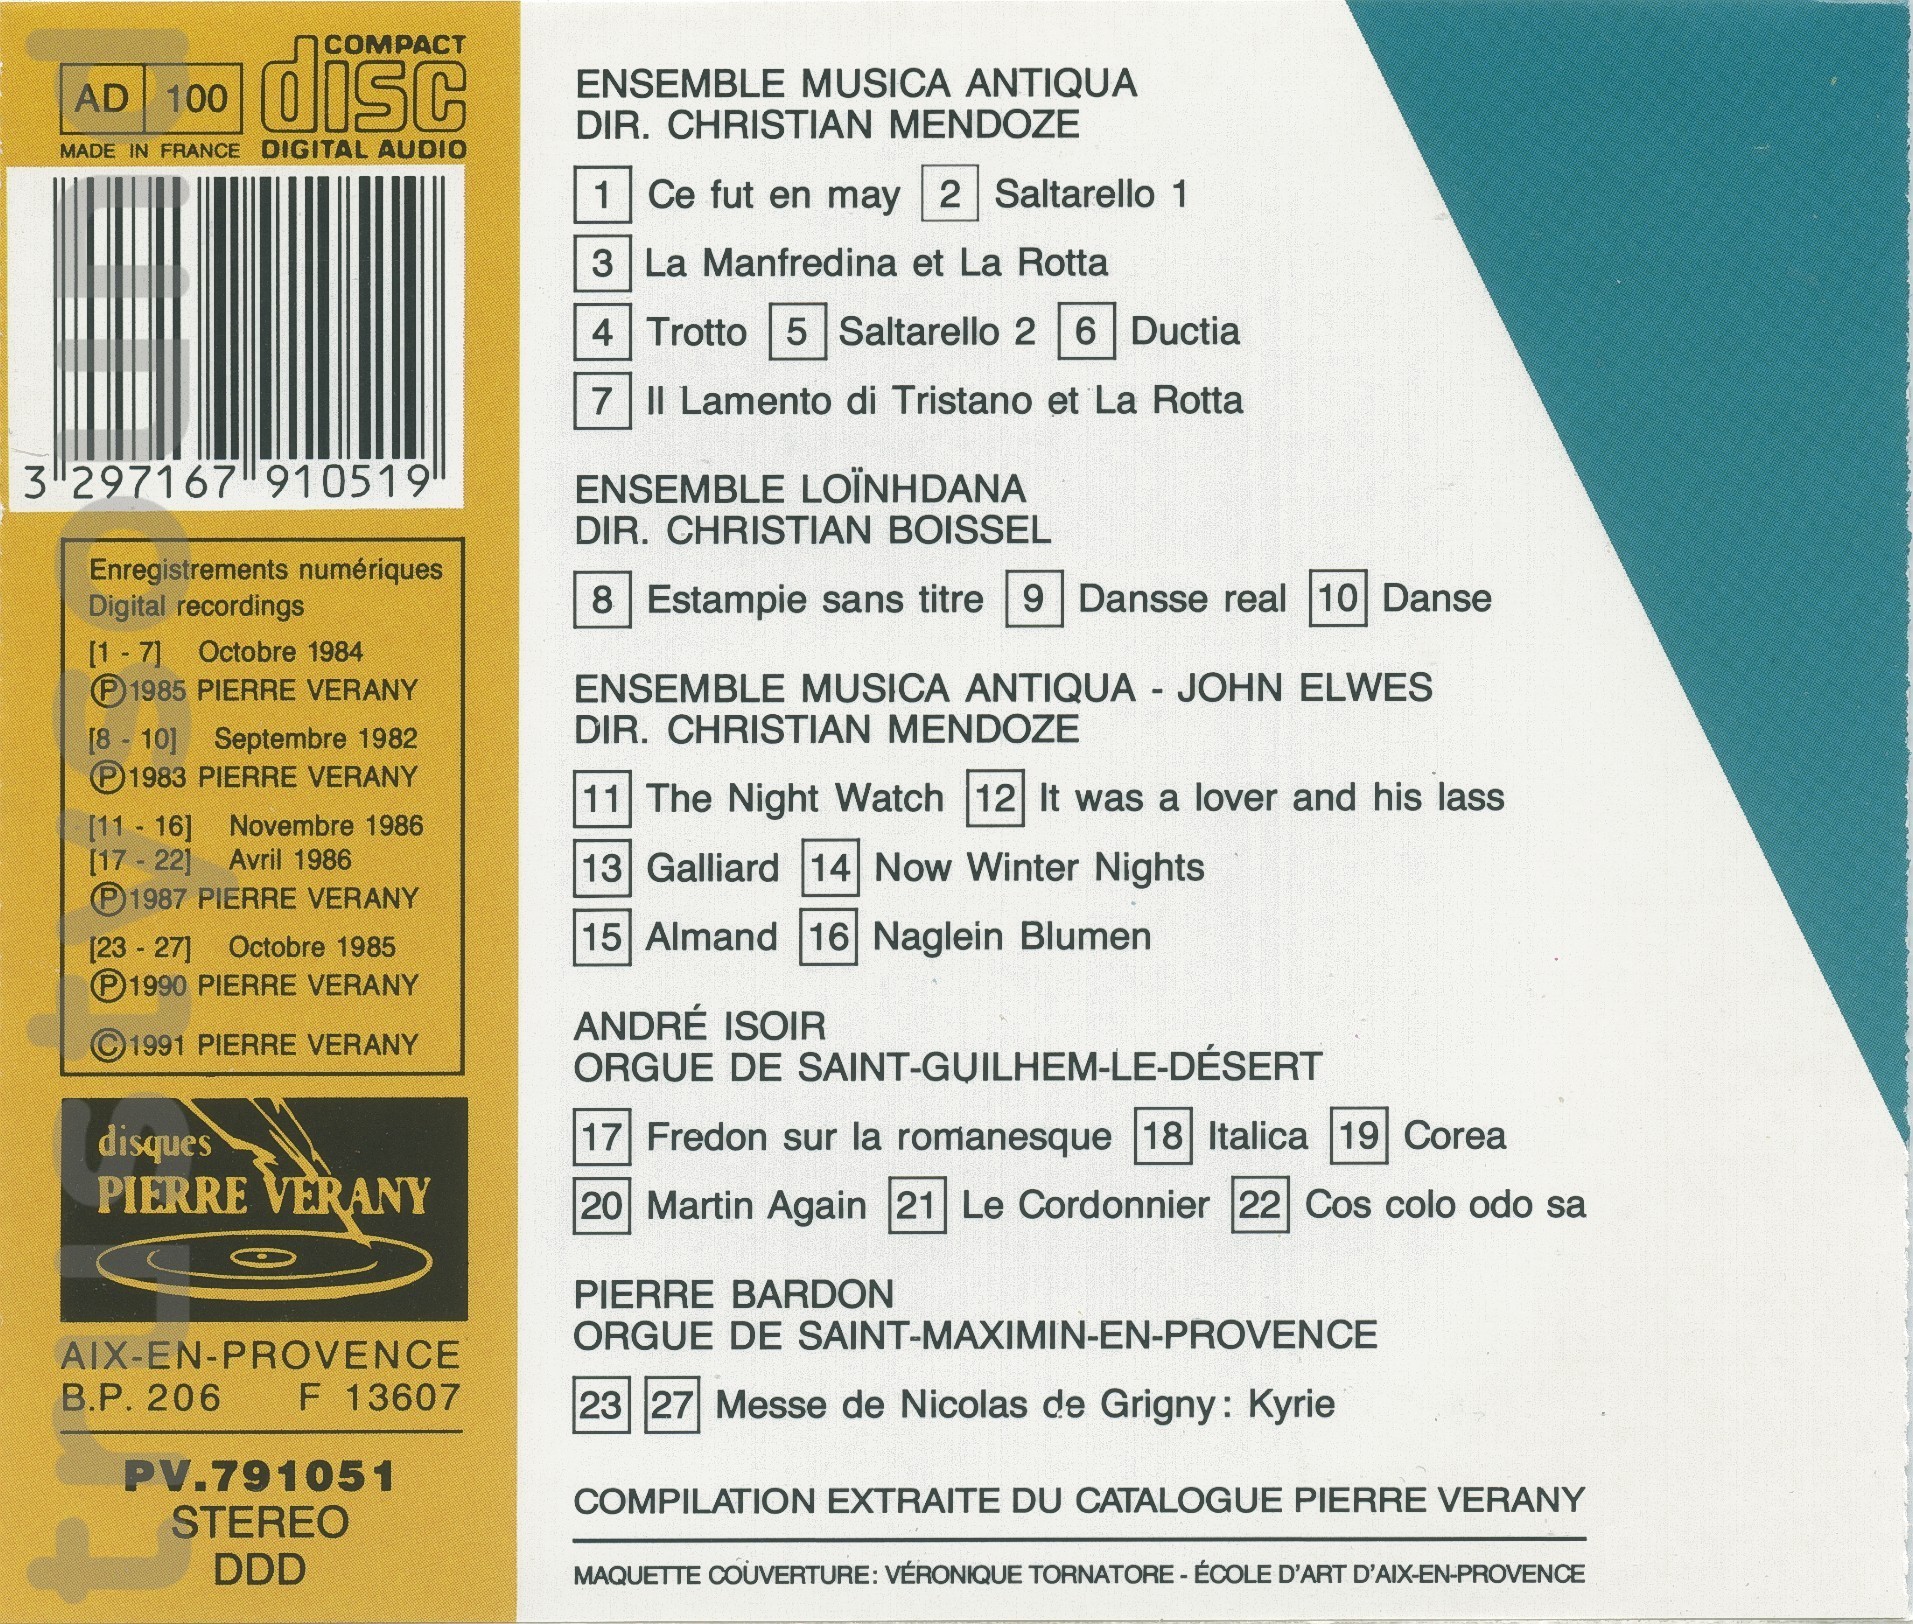 COMPACT
disc
DIGITAL AUDIO
AD 100
MADE IN FRANCE
3 297167 910519
Enregistrements numériques
Digital recordings
[1 - 7] Octobre 1984
Ⓟ1985 PIERRE VERANY
[8 - 10] Septembre 1982
Ⓟ1983 PIERRE VERANY
[11 - 16] Novembre 1986
[17 - 22] Avril 1986
Ⓟ1987 PIERRE VERANY
[23 - 27] Octobre 1985
Ⓟ1990 PIERRE VERANY
©1991 PIERRE VERANY
disques
PIERRE VERANY
AIX-EN-PROVENCE
B.P. 206 F 13607
PV.791051
STEREO
DDD
ENSEMBLE MUSICA ANTIQUA
DIR. CHRISTIAN MENDOZE
1 Ce fut en may 2 Saltarello 1
3 La Manfredina et La Rotta
4 Trotto 5 Saltarello 2 6 Ductia
7 Il Lamento di Tristano et La Rotta
ENSEMBLE LOÏNHDANA
DIR. CHRISTIAN BOISSEL
8 Estampie sans titre 9 Dansse real 10 Danse
ENSEMBLE MUSICA ANTIQUA - JOHN ELWES
DIR. CHRISTIAN MENDOZE
11 The Night Watch 12 It was a lover and his lass
13 Galliard 14 Now Winter Nights
15 Almand 16 Naglein Blumen
ANDRÉ ISOIR
ORGUE DE SAINT-GUILHEM-LE-DÉSERT
17 Fredon sur la romanesque 18 Italica 19 Corea
20 Martin Again 21 Le Cordonnier 22 Cos colo odo sa
PIERRE BARDON
ORGUE DE SAINT-MAXIMIN-EN-PROVENCE
23 27 Messe de Nicolas de Grigny : Kyrie
COMPILATION EXTRAITE DU CATALOGUE PIERRE VERANY
MAQUETTE COUVERTURE : VÉRONIQUE TORNATORE - ÉCOLE D'ART D'AIX-EN-PROVENCE